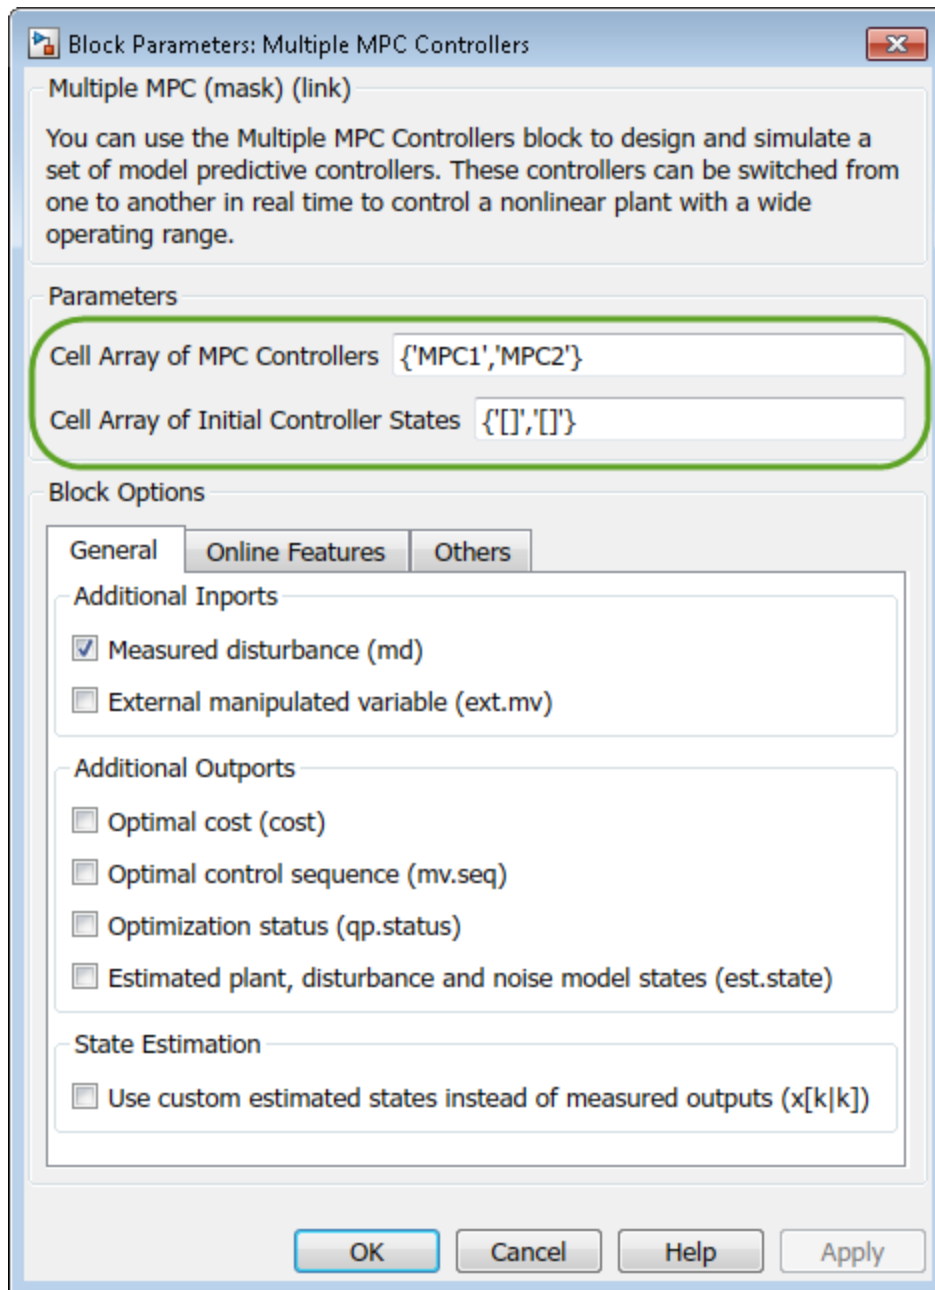 Block Parameters: Multiple MPC Controllers
Multiple MPC (mask) (link)
You can use the Multiple MPC Controllers block to design and simulate a
set of model predictive controllers. These controllers can be switched from
one to another in real time to control a nonlinear plant with a wide
operating range.
Parameters
Cell Array of MPC Controllers {'MPC1','MPC2'}
Cell Array of Initial Controller States {'[]','[]'}
Block Options
General Online Features Others
Additional Inports
Measured disturbance (md)
External manipulated variable (ext.mv)
Additional Outports
Optimal cost (cost)
Optimal control sequence (mv.seq)
Optimization status (qp.status)
Estimated plant, disturbance and noise model states (est.state)
State Estimation
Use custom estimated states instead of measured outputs (x[k|k])
OK Cancel Help Apply